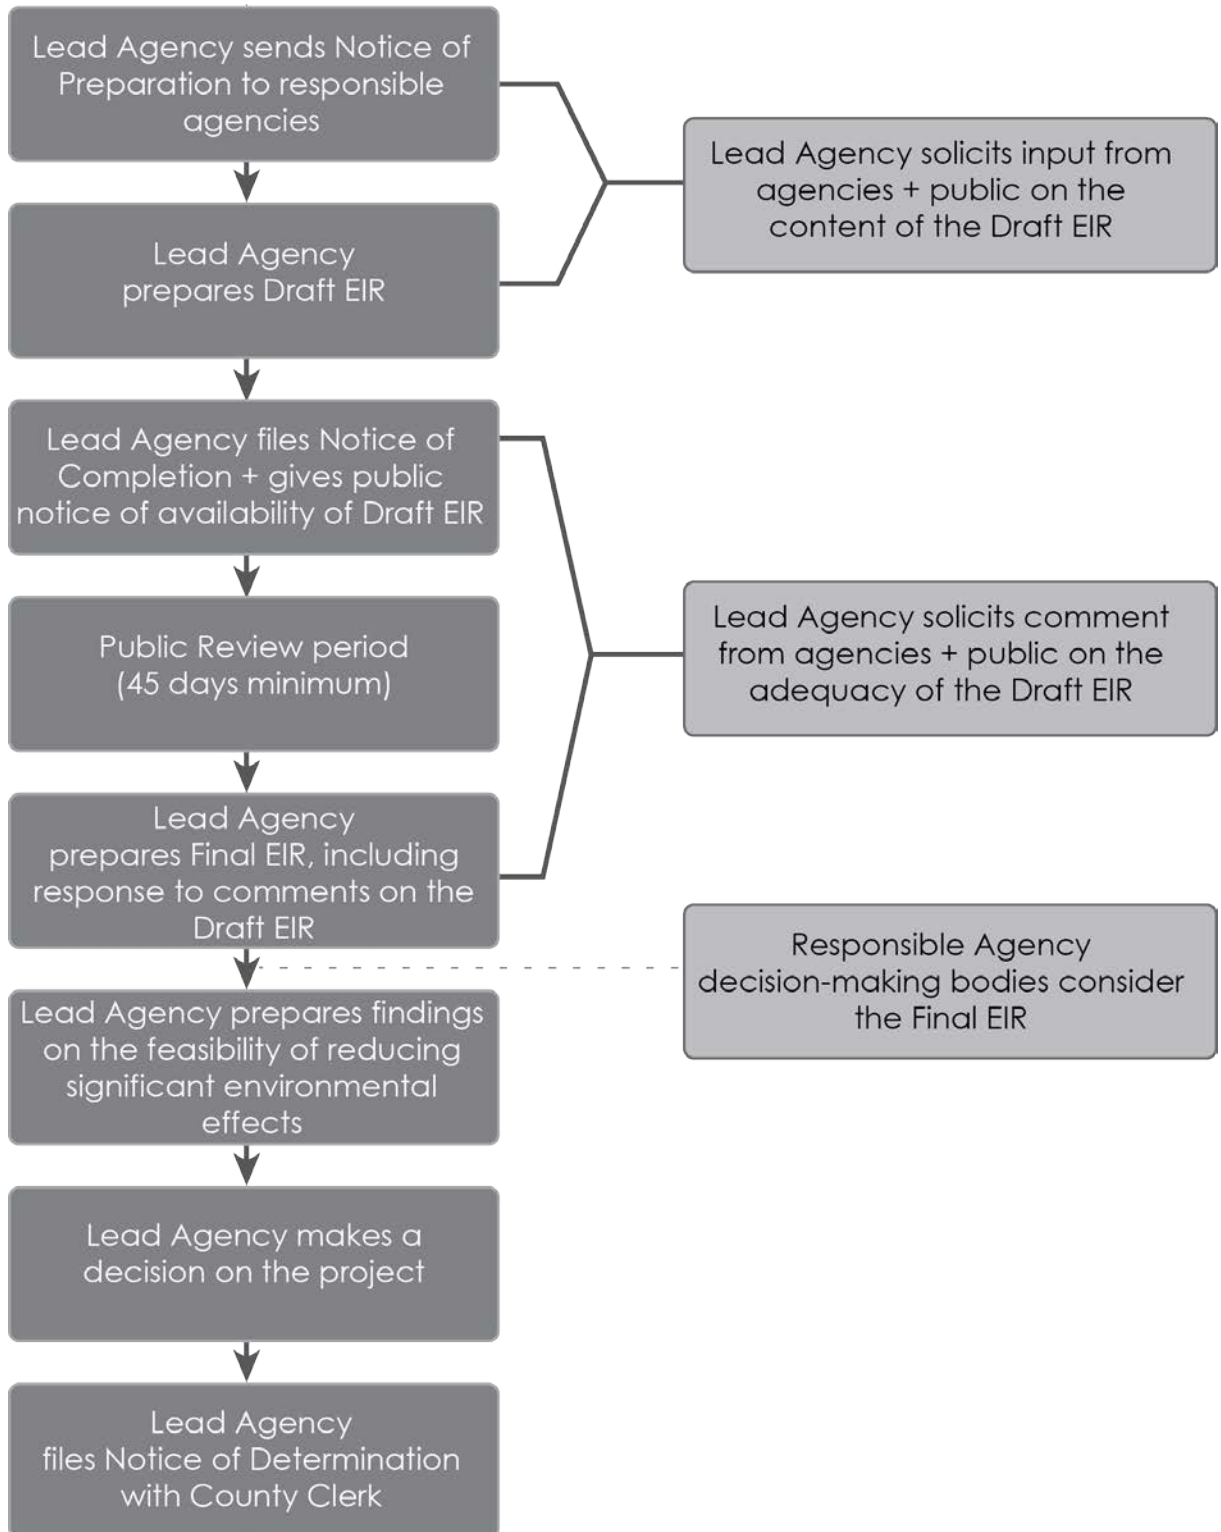 Lead Agency sends Notice of
Preparation to responsible
agencies
Lead Agency solicits input from
agencies + public on the
content of the Draft EIR
Lead Agency
prepares Draft EIR
Lead Agency files Notice of
Completion + gives public
notice of availability of Draft EIR
Public Review period
(45 days minimum)
Lead Agency solicits comment
from agencies + public on the
adequacy of the Draft EIR
Lead Agency
prepares Final EIR, including
response to comments on the
Draft EIR
Responsible Agency
decision-making bodies consider
the Final EIR
Lead Agency prepares findings
on the feasibility of reducing
significant environmental
effects
Lead Agency makes a
decision on the project
Lead Agency
files Notice of Determination
with County Clerk